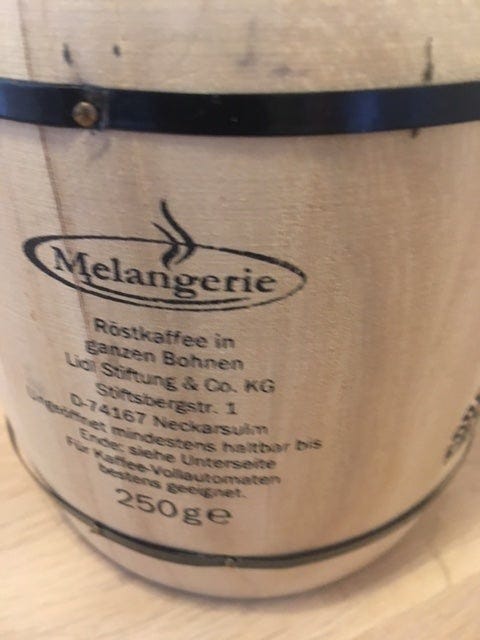 Melangerie
Röstkaffee in
ganzen Bohnen
Lidl Stiftung & Co. KG
Stiftsbergstr. 1
D-74167 Neckarsulm
Ungeöffnet mindestens haltbar bis
Ende: siehe Unterseite
Für Kaffee-Vollautomaten
bestens geeignet.
250g e